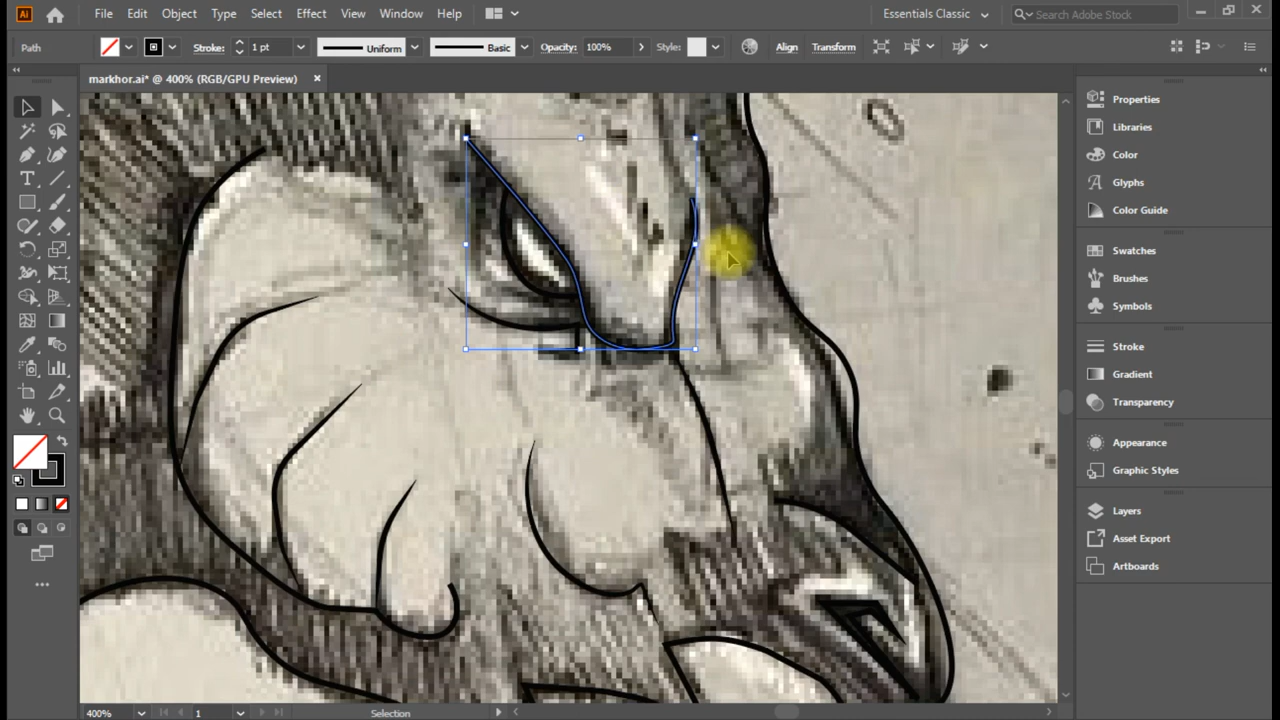 Ai File Edit Object Type Select Effect View Window Help Essentials Classic Search Adobe Stock
Path Stroke: 1 pt Uniform Basic Opacity: 100% Style: Align Transform
markhor.ai* @ 400% (RGB/GPU Preview)
Properties
Libraries
Color
Glyphs
Color Guide
Swatches
Brushes
Symbols
Stroke
Gradient
Transparency
Appearance
Graphic Styles
Layers
Asset Export
Artboards
400% 1 Selection